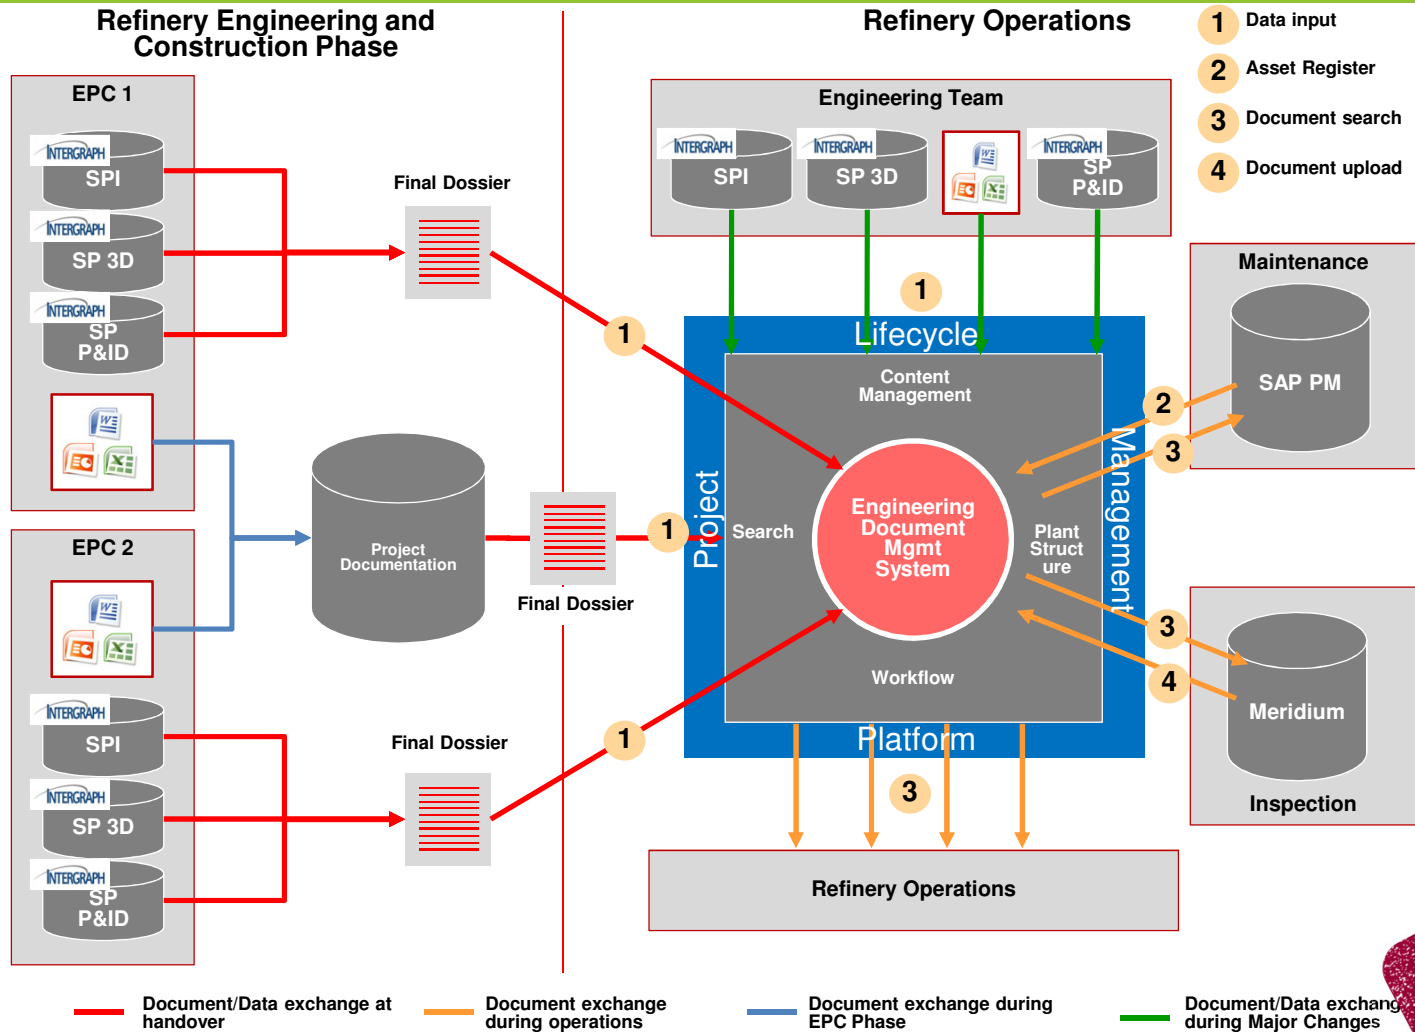 Refinery Engineering and
Construction Phase
Refinery Operations
1 Data input
2 Asset Register
3 Document search
4 Document upload
EPC 1
INTERGRAPH
SPI
INTERGRAPH
SP 3D
INTERGRAPH
SP
P&ID
Final Dossier
EPC 2
INTERGRAPH
SPI
INTERGRAPH
SP 3D
INTERGRAPH
SP
P&ID
Final Dossier
Project
Documentation
Final Dossier
1
1
1
Engineering Team
INTERGRAPH
SPI
INTERGRAPH
SP 3D
INTERGRAPH
SP
P&ID
1
Lifecycle
Content
Management
Project
Search
Engineering
Document
Mgmt
System
Plant
Struct
ure
Management
Workflow
Platform
3
Refinery Operations
Maintenance
SAP PM
2
3
3
4
Meridium
Inspection
Document/Data exchange at
handover
Document exchange
during operations
Document exchange during
EPC Phase
Document/Data exchang
during Major Changes